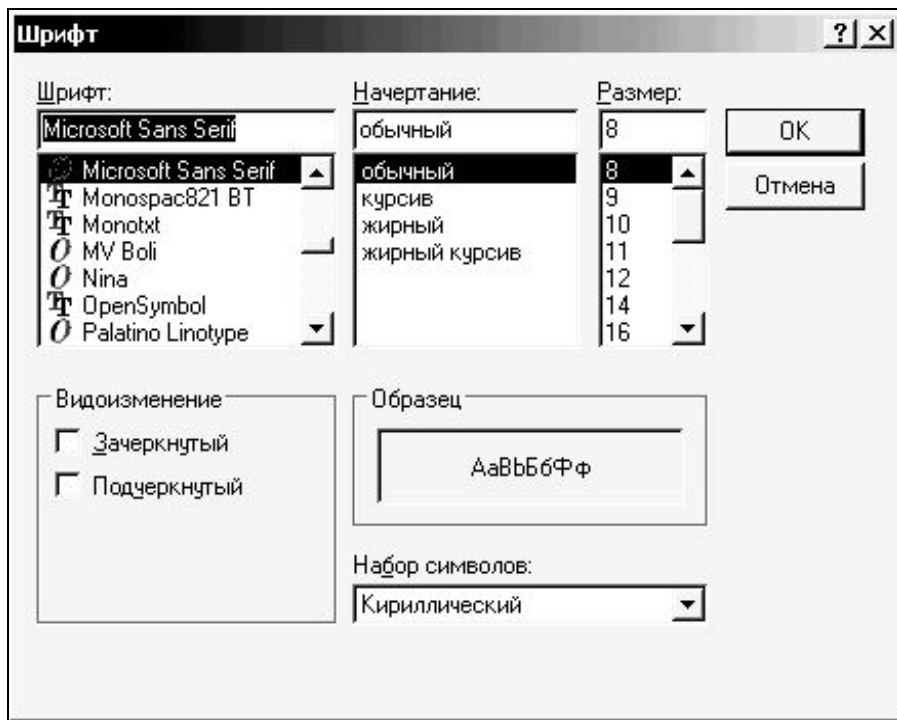 Шрифт
Шрифт:
Microsoft Sans Serif
Microsoft Sans Serif
Monospac821 BT
Monotxt
MV Boli
Nina
OpenSymbol
Palatino Linotype
Начертание:
обычный
обычный
курсив
жирный
жирный курсив
Размер:
8
8
9
10
11
12
14
16
OK
Отмена
Видоизменение
Зачеркнутый
Подчеркнутый
Образец
АаВbБбФф
Набор символов:
Кириллический